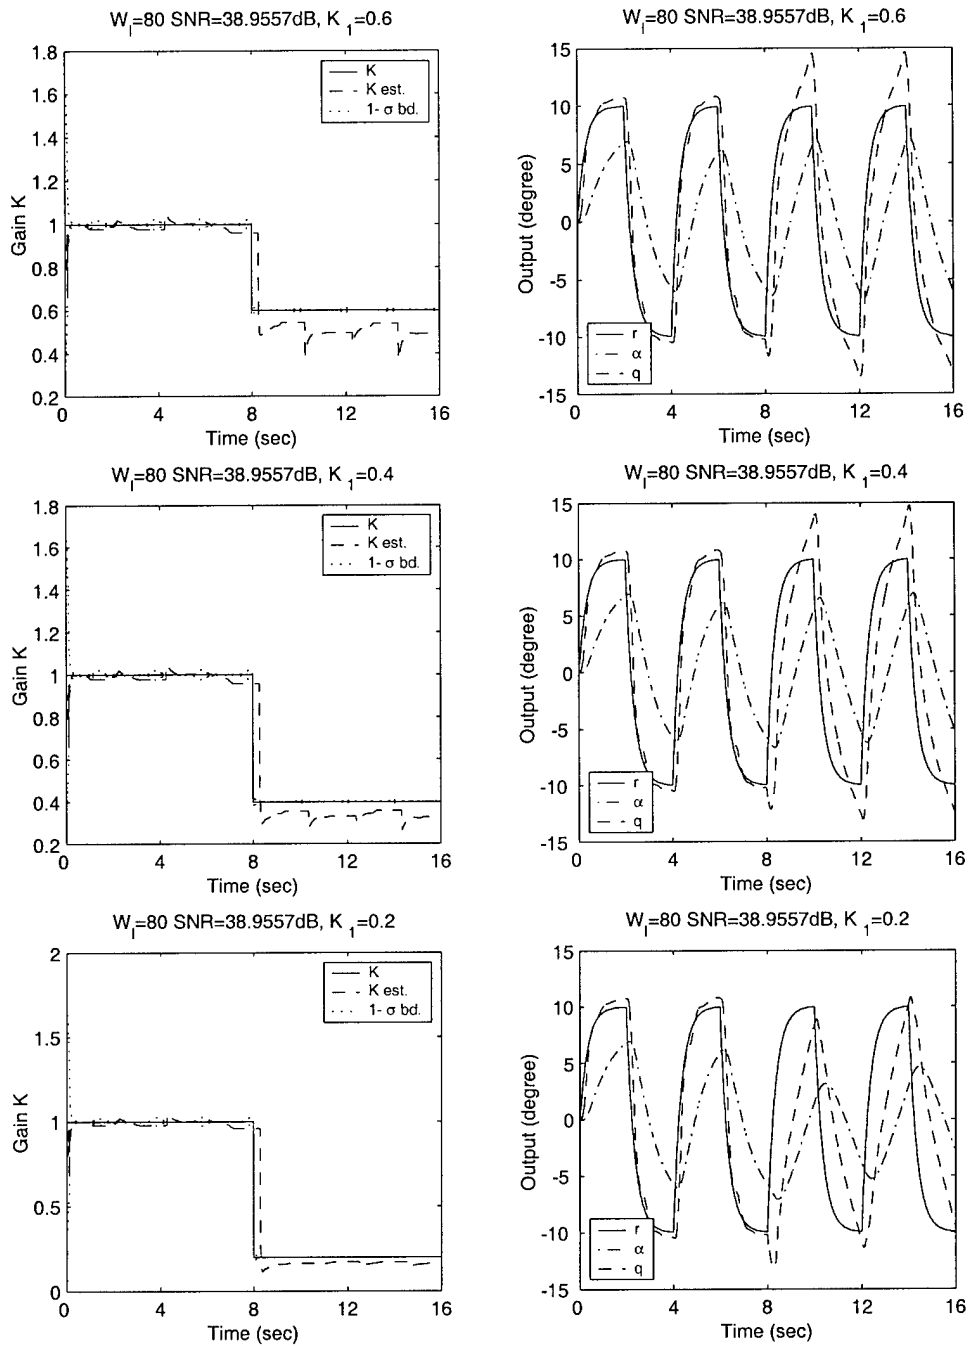 W_l=80 SNR=38.9557dB, K_1=0.6
1.8
1.6
1.4
1.2
1
0.8
0.6
0.4
0.2
Gain K
K
K est.
1- σ bd.
0
4
8
12
16
Time (sec)
W_l=80 SNR=38.9557dB, K_1=0.6
15
10
5
0
-5
-10
-15
Output (degree)
r
α
q
0
4
8
12
16
Time (sec)
W_l=80 SNR=38.9557dB, K_1=0.4
1.8
1.6
1.4
1.2
1
0.8
0.6
0.4
0.2
Gain K
K
K est.
1- σ bd.
0
4
8
12
16
Time (sec)
W_l=80 SNR=38.9557dB, K_1=0.4
15
10
5
0
-5
-10
-15
Output (degree)
r
α
q
0
4
8
12
16
Time (sec)
W_l=80 SNR=38.9557dB, K_1=0.2
2
1.5
1
0.5
0
Gain K
K
K est.
1- σ bd.
0
4
8
12
16
Time (sec)
W_l=80 SNR=38.9557dB, K_1=0.2
15
10
5
0
-5
-10
-15
Output (degree)
r
α
q
0
4
8
12
16
Time (sec)